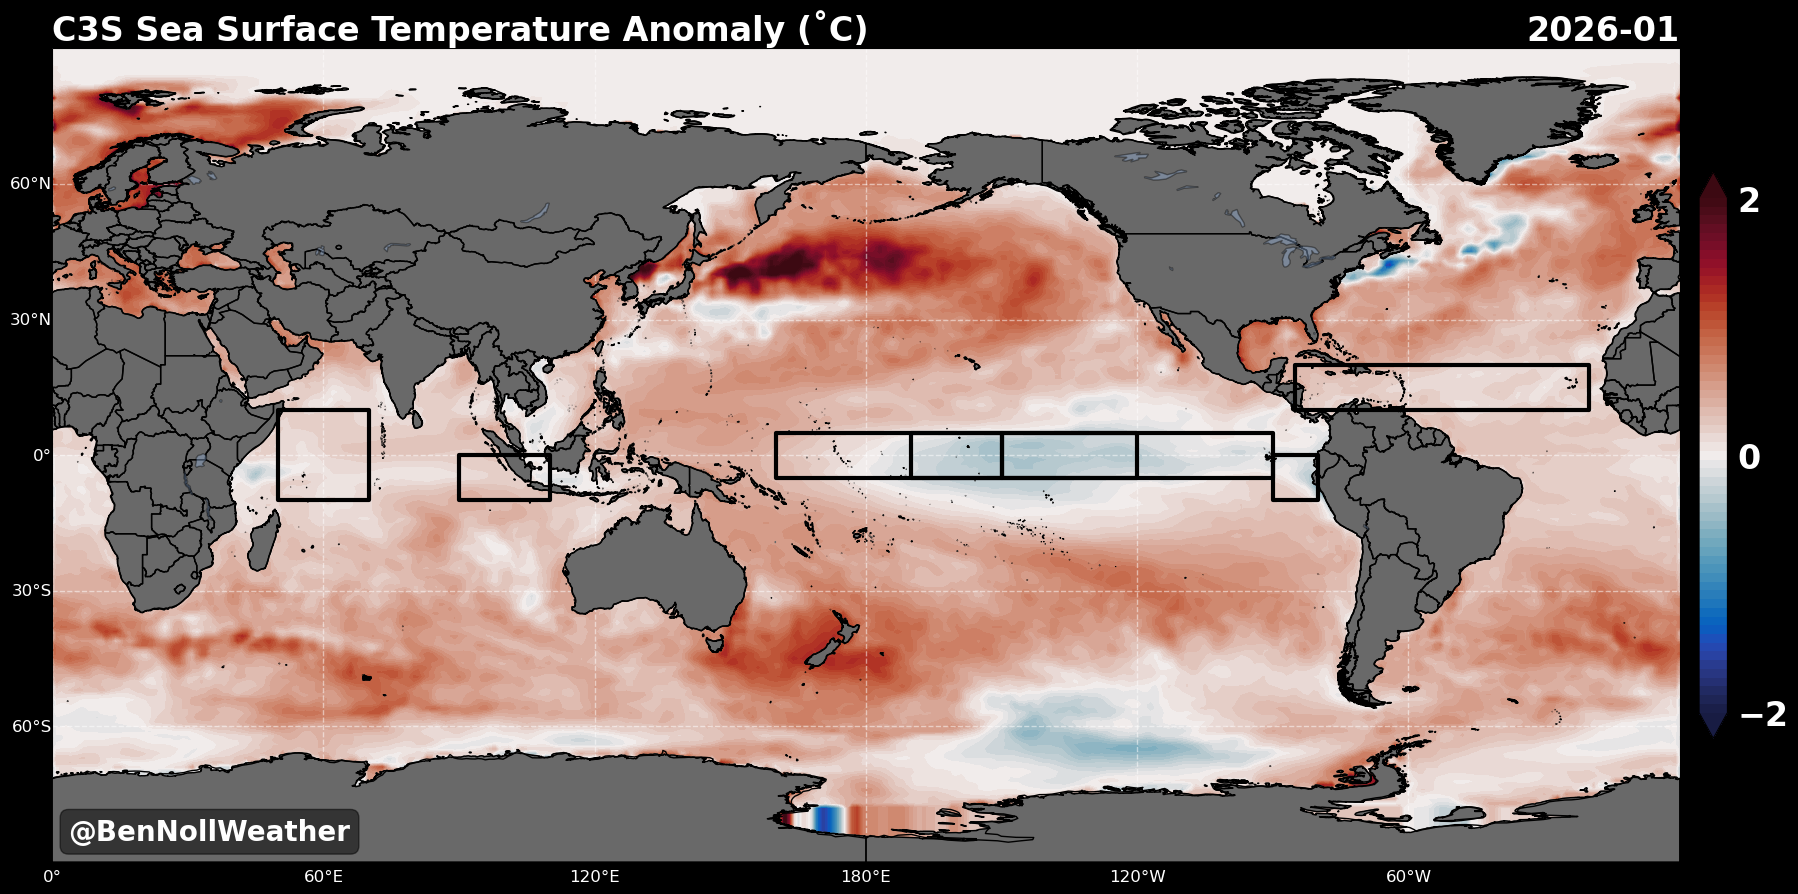 C3S Sea Surface Temperature Anomaly (˚C)
2026-01
60°N
30°N
0°
30°S
60°S
2
0
−2
@BenNollWeather
0°
60°E
120°E
180°E
120°W
60°W